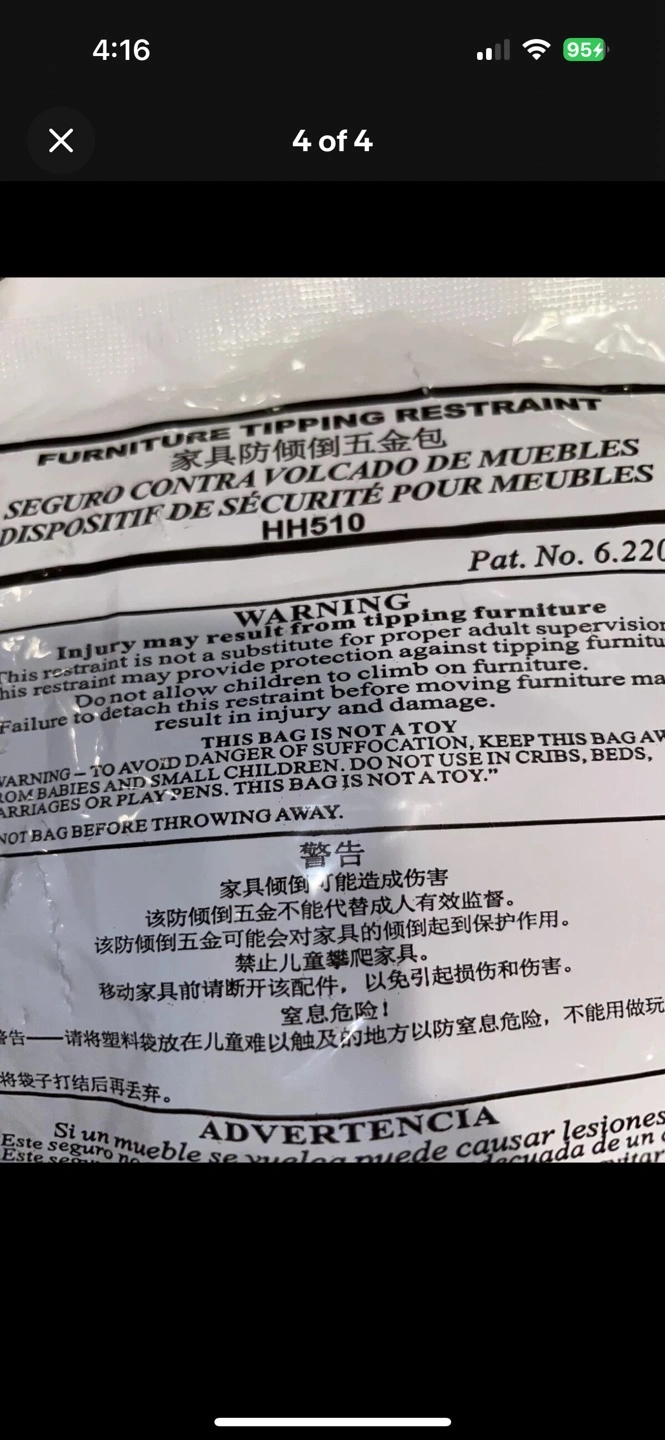 4:16
95
4 of 4
FURNITURE TIPPING RESTRAINT
家具防倾倒五金包
SEGURO CONTRA VOLCADO DE MUEBLES
DISPOSITIF DE SÉCURITÉ POUR MEUBLES
HH510
Pat. No. 6.220
WARNING
Injury may result from tipping furniture
This restraint is not a substitute for proper adult supervision
his restraint may provide protection against tipping furnitu
Do not allow children to climb on furniture.
Failure to detach this restraint before moving furniture ma
result in injury and damage.
THIS BAG IS NOT A TOY
WARNING – TO AVOID DANGER OF SUFFOCATION, KEEP THIS BAG AW
ROM BABIES AND SMALL CHILDREN. DO NOT USE IN CRIBS, BEDS,
ARRIAGES OR PLAY PENS. THIS BAG IS NOT A TOY.”
NOT BAG BEFORE THROWING AWAY.
警告
家具倾倒可能造成伤害
该防倾倒五金不能代替成人有效监督。
该防倾倒五金可能会对家具的倾倒起到保护作用。
禁止儿童攀爬家具。
移动家具前请断开该配件，以免引起损伤和伤害。
窒息危险！
警告——请将塑料袋放在儿童难以触及的地方以防窒息危险，不能用做玩
将袋子打结后再丢弃。
ADVERTENCIA
Si un mueble se vuelca puede causar lesiones
Este seguro no decuada de un
Este